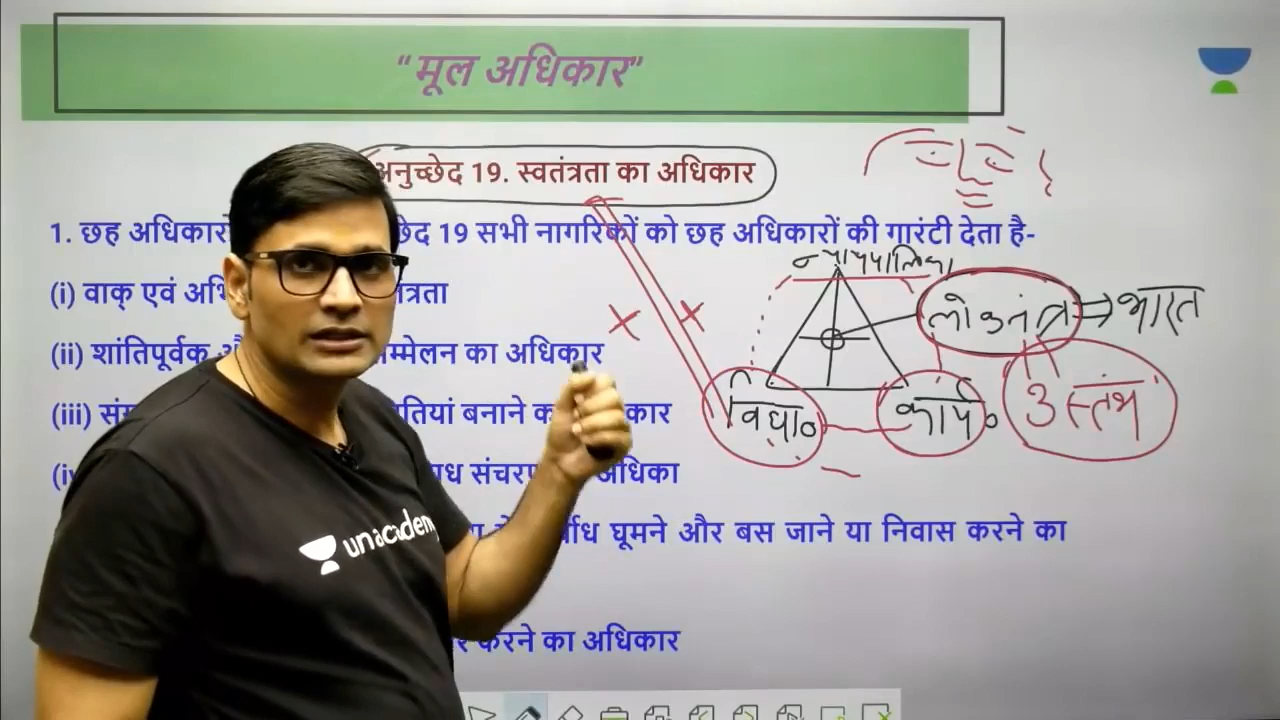 “मूल अधिकार”
अनुच्छेद 19. स्वतंत्रता का अधिकार
1. छह अधिकारों छेद 19 सभी नागरिकों को छह अधिकारों की गारंटी देता है-
न्यायपालिका
(i) वाक् एवं अभि तंत्रता
लोकतंत्र → भारत
(ii) शांतिपूर्वक म्मेलन का अधिकार
विधा० कार्य० 3 स्तंभ
(iii) सं तियां बनाने का कार
(iv ाध संचरण अधिका
र्बाध घूमने और बस जाने या निवास करने का
unacademy
र करने का अधिकार